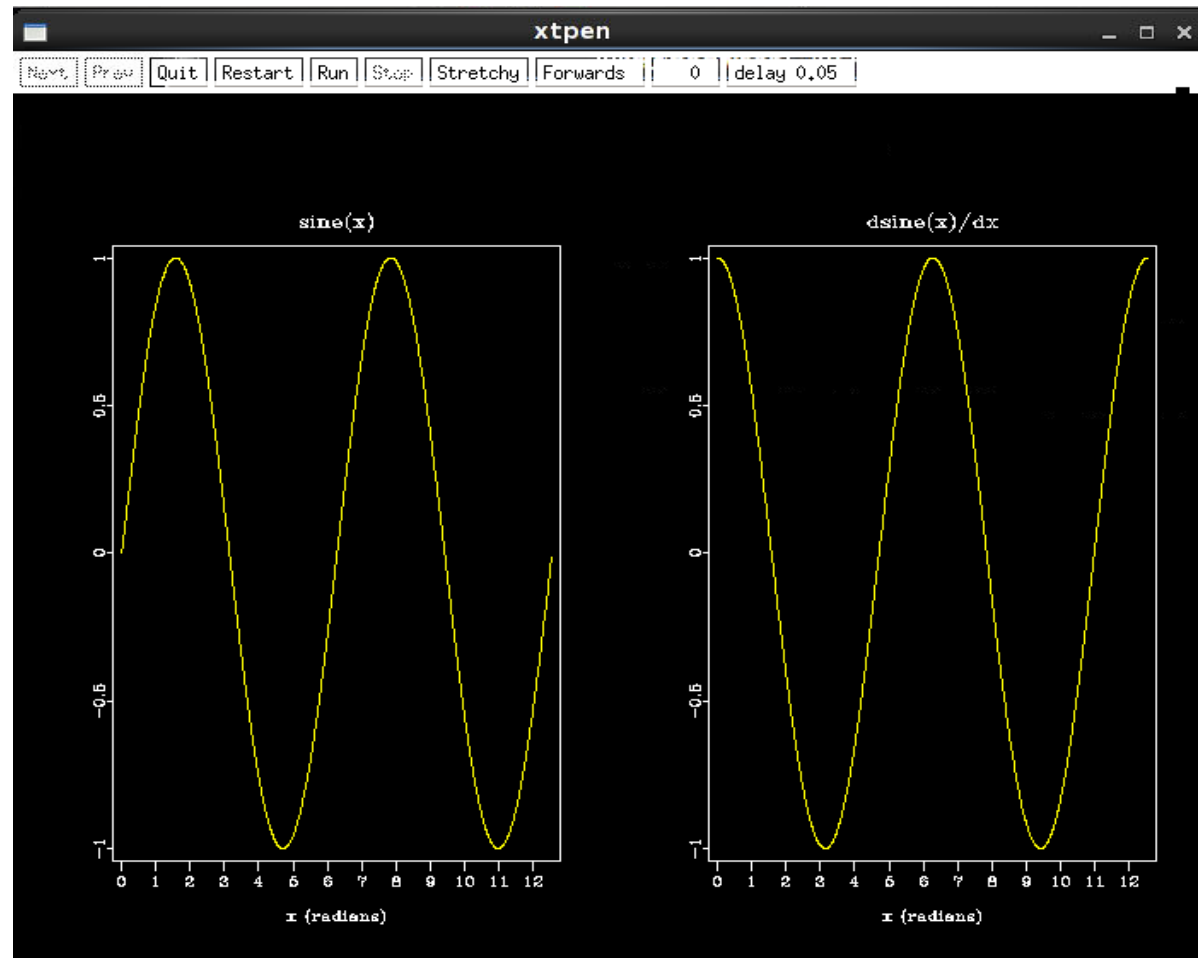 xtpen
Next Prev Quit Restart Run Stop Stretchy Forwards 0 delay 0.05
sine(x)
1
0.5
0
-0.5
-1
0 1 2 3 4 5 6 7 8 9 10 11 12
x (radians)
dsine(x)/dx
1
0.5
0
-0.5
-1
0 1 2 3 4 5 6 7 8 9 10 11 12
x (radians)